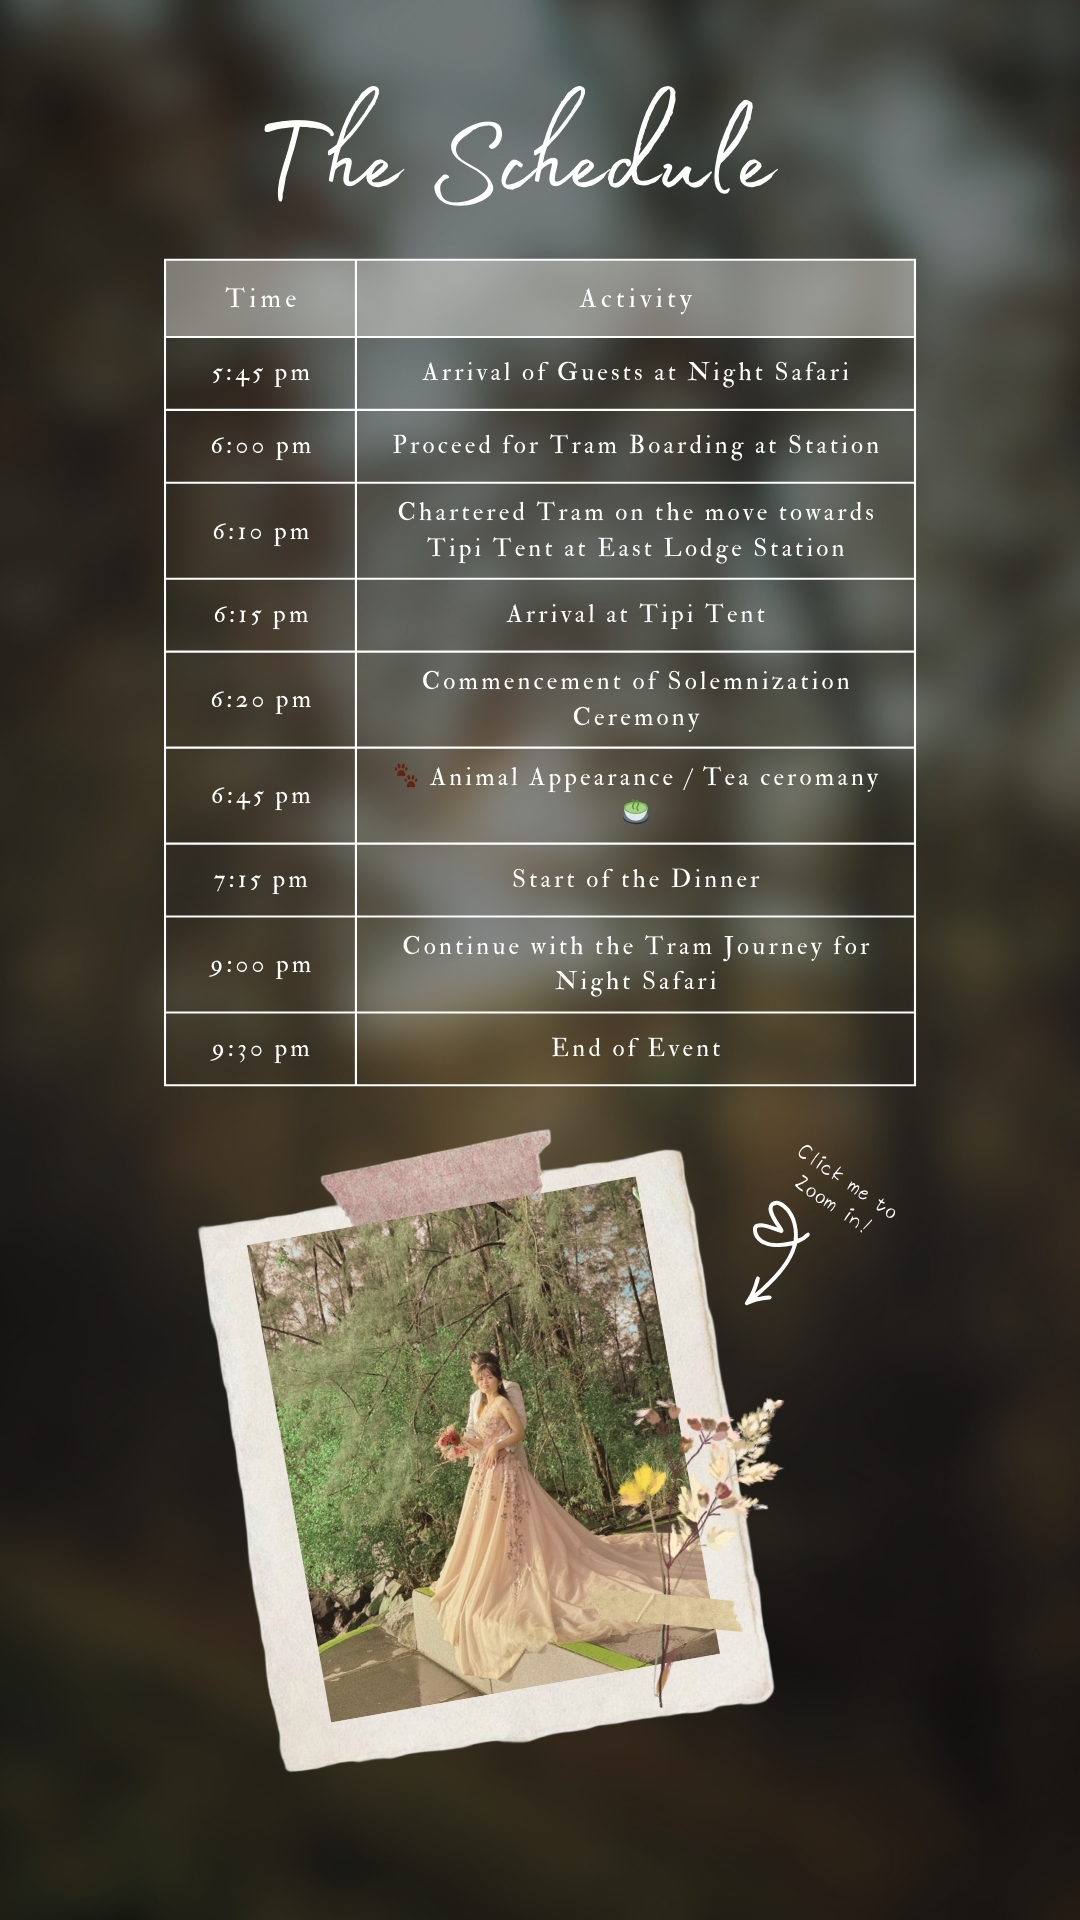 The Schedule
Time Activity
5:45 pm Arrival of Guests at Night Safari
6:00 pm Proceed for Tram Boarding at Station
6:10 pm Chartered Tram on the move towards
Tipi Tent at East Lodge Station
6:15 pm Arrival at Tipi Tent
6:20 pm Commencement of Solemnization
Ceremony
6:45 pm 🐾 Animal Appearance / Tea ceromany
🍵
7:15 pm Start of the Dinner
9:00 pm Continue with the Tram Journey for
Night Safari
9:30 pm End of Event
Click me to
Zoom in!